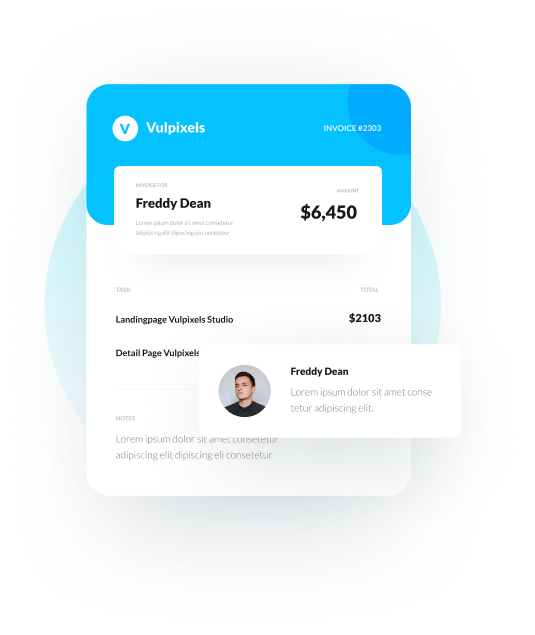 V Vulpixels
INVOICE #2303
INVOICE FOR
Freddy Dean
Lorem ipsum dolor sit amet consetetur
adipiscing elit dipiscing eli consetetur
AMOUNT
$6,450
TASK
TOTAL
Landingpage Vulpixels Studio
$2103
Detail Page Vulpixels
Freddy Dean
Lorem ipsum dolor sit amet conse
tetur adipiscing elit.
NOTES
Lorem ipsum dolor sit amet consetetur
adipiscing elit dipiscing eli consetetur